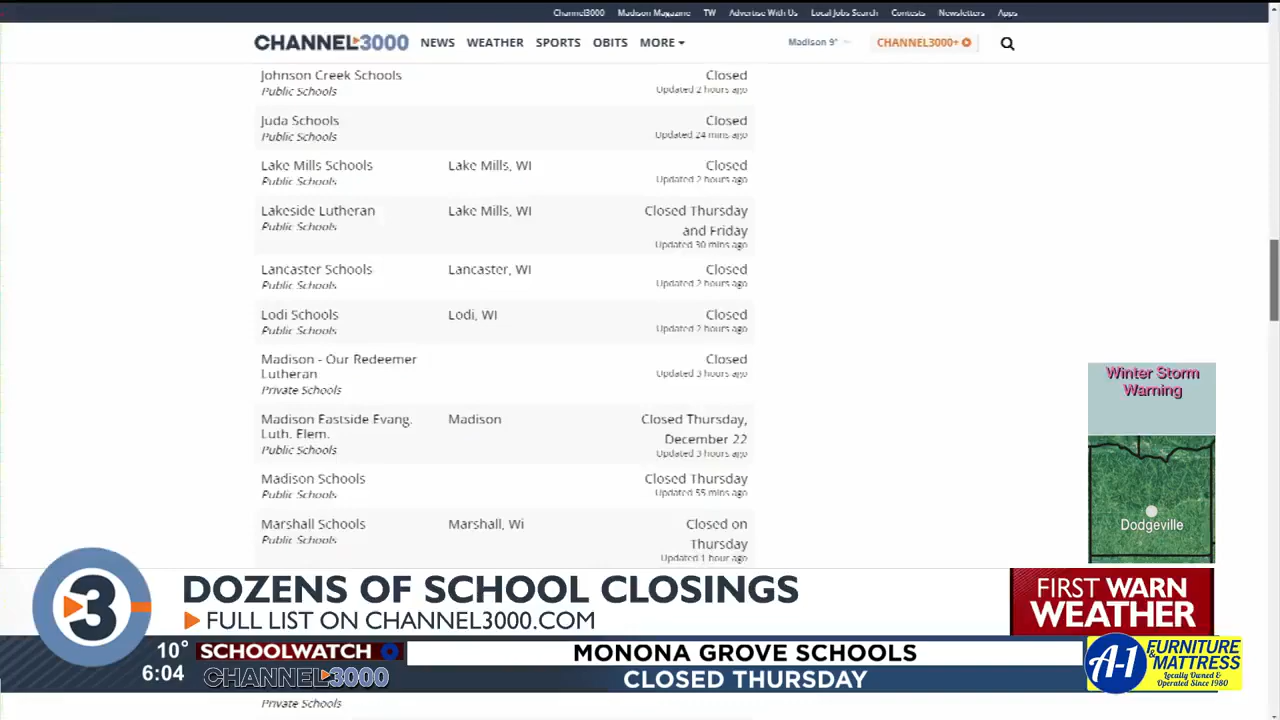 Channel3000 Madison Magazine TW Advertise With Us Local Jobs Search Contests Newsletters Apps
CHANNEL3000 NEWS WEATHER SPORTS OBITS MORE Madison 9° CHANNEL3000+
Johnson Creek Schools Closed
Public Schools Updated 2 hours ago
Juda Schools Closed
Public Schools Updated 24 mins ago
Lake Mills Schools Lake Mills, WI Closed
Public Schools Updated 2 hours ago
Lakeside Lutheran Lake Mills, WI Closed Thursday
Public Schools and Friday
Updated 30 mins ago
Lancaster Schools Lancaster, WI Closed
Public Schools Updated 2 hours ago
Lodi Schools Lodi, WI Closed
Public Schools Updated 2 hours ago
Madison - Our Redeemer Closed
Lutheran Updated 3 hours ago
Private Schools
Madison Eastside Evang. Madison Closed Thursday,
Luth. Elem. December 22
Public Schools Updated 3 hours ago
Madison Schools Closed Thursday
Public Schools Updated 55 mins ago
Marshall Schools Marshall, Wi Closed on
Public Schools Thursday
Updated 1 hour ago
Winter Storm
Warning
Dodgeville
3
DOZENS OF SCHOOL CLOSINGS
FULL LIST ON CHANNEL3000.COM
FIRST WARN
WEATHER
10° SCHOOLWATCH MONONA GROVE SCHOOLS
6:04 CHANNEL3000 CLOSED THURSDAY
A-1 FURNITURE
& MATTRESS
Locally Owned &
Operated Since 1980
Private Schools